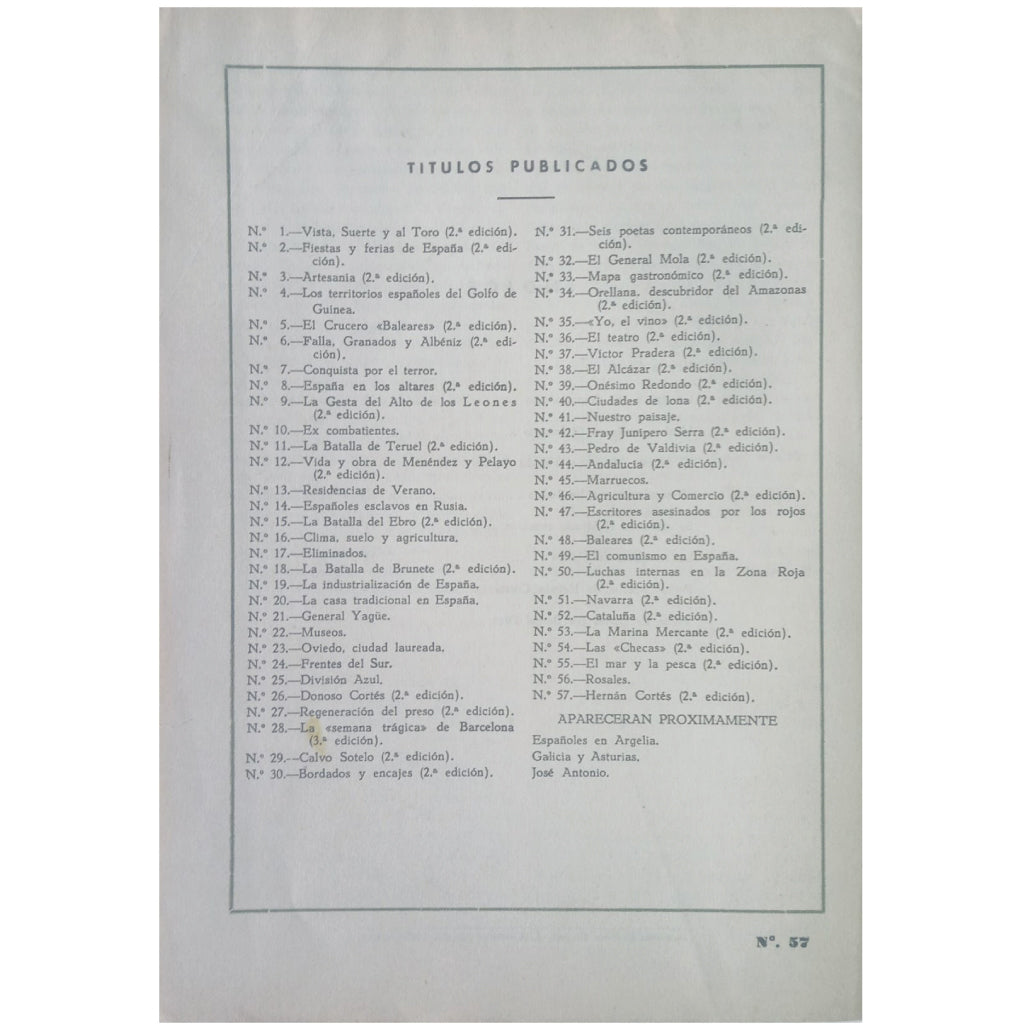 TITULOS PUBLICADOS
N.º 1.—Vista, Suerte y al Toro (2.ª edición).
N.º 2.—Fiestas y ferias de España (2.ª edi-
ción).
N.º 3.—Artesanía (2.ª edición).
N.º 4.—Los territorios españoles del Golfo de
Guinea.
N.º 5.—El Crucero «Baleares» (2.ª edición).
N.º 6.—Falla, Granados y Albéniz (2.ª edi-
ción).
N.º 7.—Conquista por el terror.
N.º 8.—España en los altares (2.ª edición).
N.º 9.—La Gesta del Alto de los Leones
(2.ª edición).
N.º 10.—Ex combatientes.
N.º 11.—La Batalla de Teruel (2.ª edición).
N.º 12.—Vida y obra de Menéndez y Pelayo
(2.ª edición).
N.º 13.—Residencias de Verano.
N.º 14.—Españoles esclavos en Rusia.
N.º 15.—La Batalla del Ebro (2.ª edición).
N.º 16.—Clima, suelo y agricultura.
N.º 17.—Eliminados.
N.º 18.—La Batalla de Brunete (2.ª edición).
N.º 19.—La industrialización de España.
N.º 20.—La casa tradicional en España.
N.º 21.—General Yagüe.
N.º 22.—Museos.
N.º 23.—Oviedo, ciudad laureada.
N.º 24.—Frentes del Sur.
N.º 25.—División Azul.
N.º 26.—Donoso Cortés (2.ª edición).
N.º 27.—Regeneración del preso (2.ª edición).
N.º 28.—La «semana trágica» de Barcelona
(3.ª edición).
N.º 29.—Calvo Sotelo (2.ª edición).
N.º 30.—Bordados y encajes (2.ª edición).
N.º 31.—Seis poetas contemporáneos (2.ª edi-
ción).
N.º 32.—El General Mola (2.ª edición).
N.º 33.—Mapa gastronómico (2.ª edición).
N.º 34.—Orellana, descubridor del Amazonas
(2.ª edición).
N.º 35.—«Yo, el vino» (2.ª edición).
N.º 36.—El teatro (2.ª edición).
N.º 37.—Víctor Pradera (2.ª edición).
N.º 38.—El Alcázar (2.ª edición).
N.º 39.—Onésimo Redondo (2.ª edición).
N.º 40.—Ciudades de lona (2.ª edición).
N.º 41.—Nuestro paisaje.
N.º 42.—Fray Junípero Serra (2.ª edición).
N.º 43.—Pedro de Valdivia (2.ª edición).
N.º 44.—Andalucía (2.ª edición).
N.º 45.—Marruecos.
N.º 46.—Agricultura y Comercio (2.ª edición).
N.º 47.—Escritores asesinados por los rojos
(2.ª edición).
N.º 48.—Baleares (2.ª edición).
N.º 49.—El comunismo en España.
N.º 50.—Luchas internas en la Zona Roja
(2.ª edición).
N.º 51.—Navarra (2.ª edición).
N.º 52.—Cataluña (2.ª edición).
N.º 53.—La Marina Mercante (2.ª edición).
N.º 54.—Las «Checas» (2.ª edición).
N.º 55.—El mar y la pesca (2.ª edición).
N.º 56.—Rosales.
N.º 57.—Hernán Cortés (2.ª edición).
APARECERAN PROXIMAMENTE
Españoles en Argelia.
Galicia y Asturias.
José Antonio.
Nº. 57